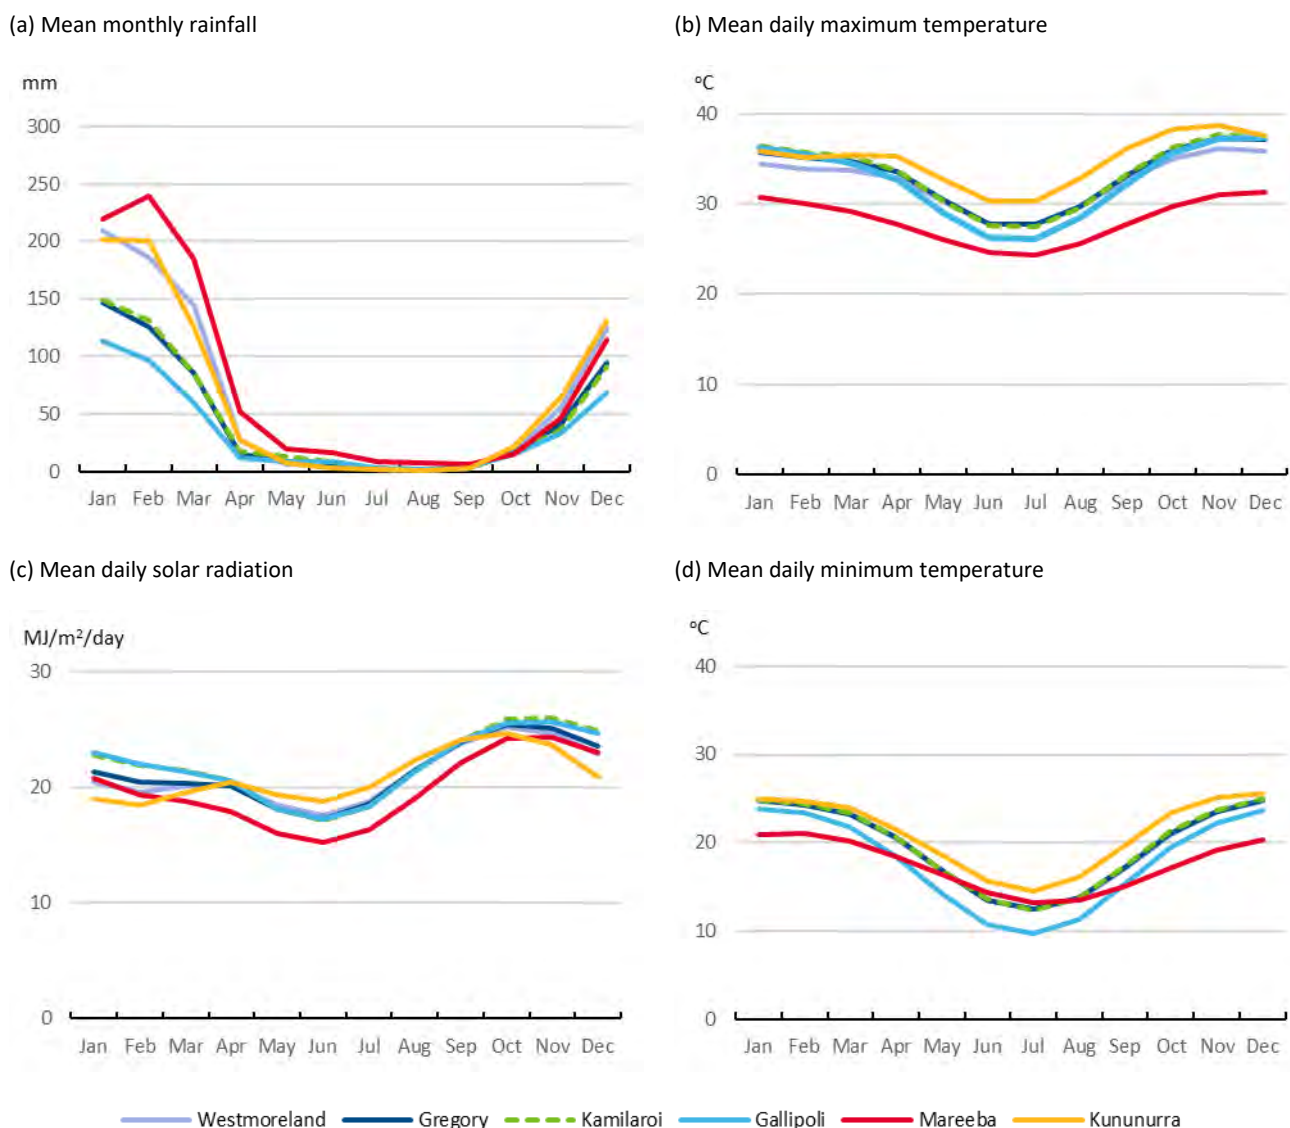 (a) Mean monthly rainfall
(b) Mean daily maximum temperature
mm
300
250
200
150
100
50
0
Jan Feb Mar Apr May Jun Jul Aug Sep Oct Nov Dec
°C
40
30
20
10
0
Jan Feb Mar Apr May Jun Jul Aug Sep Oct Nov Dec
(c) Mean daily solar radiation
(d) Mean daily minimum temperature
MJ/m²/day
30
20
10
0
Jan Feb Mar Apr May Jun Jul Aug Sep Oct Nov Dec
°C
40
30
20
10
0
Jan Feb Mar Apr May Jun Jul Aug Sep Oct Nov Dec
Westmoreland Gregory Kamilaroi Gallipoli Mareeba Kununurra